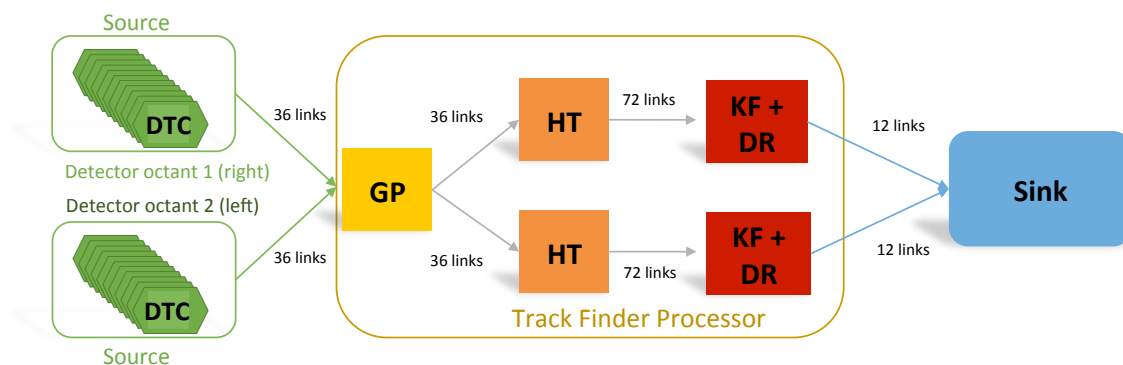 Source
DTC
Detector octant 1 (right)
Detector octant 2 (left)
DTC
Source
36 links
36 links
GP
36 links
36 links
HT
HT
72 links
72 links
KF +
DR
KF +
DR
Track Finder Processor
12 links
12 links
Sink